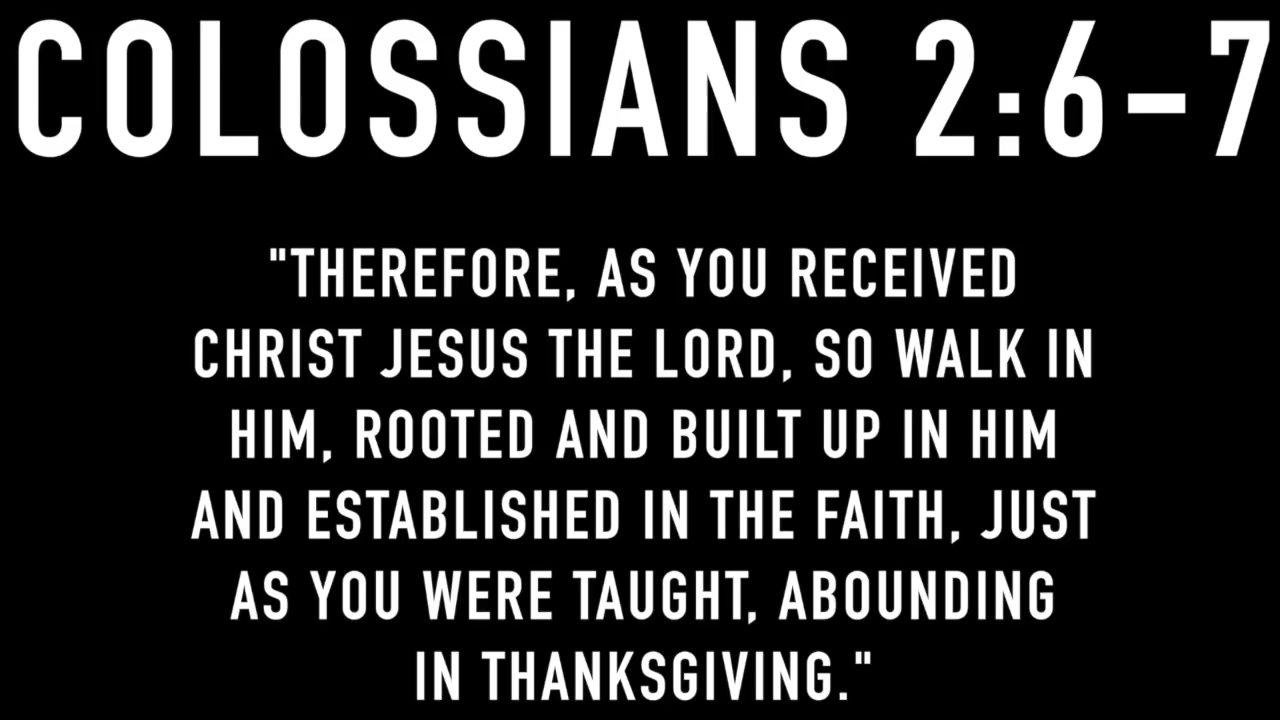 COLOSSIANS 2:6-7
"THEREFORE, AS YOU RECEIVED
CHRIST JESUS THE LORD, SO WALK IN
HIM, ROOTED AND BUILT UP IN HIM
AND ESTABLISHED IN THE FAITH, JUST
AS YOU WERE TAUGHT, ABOUNDING
IN THANKSGIVING."